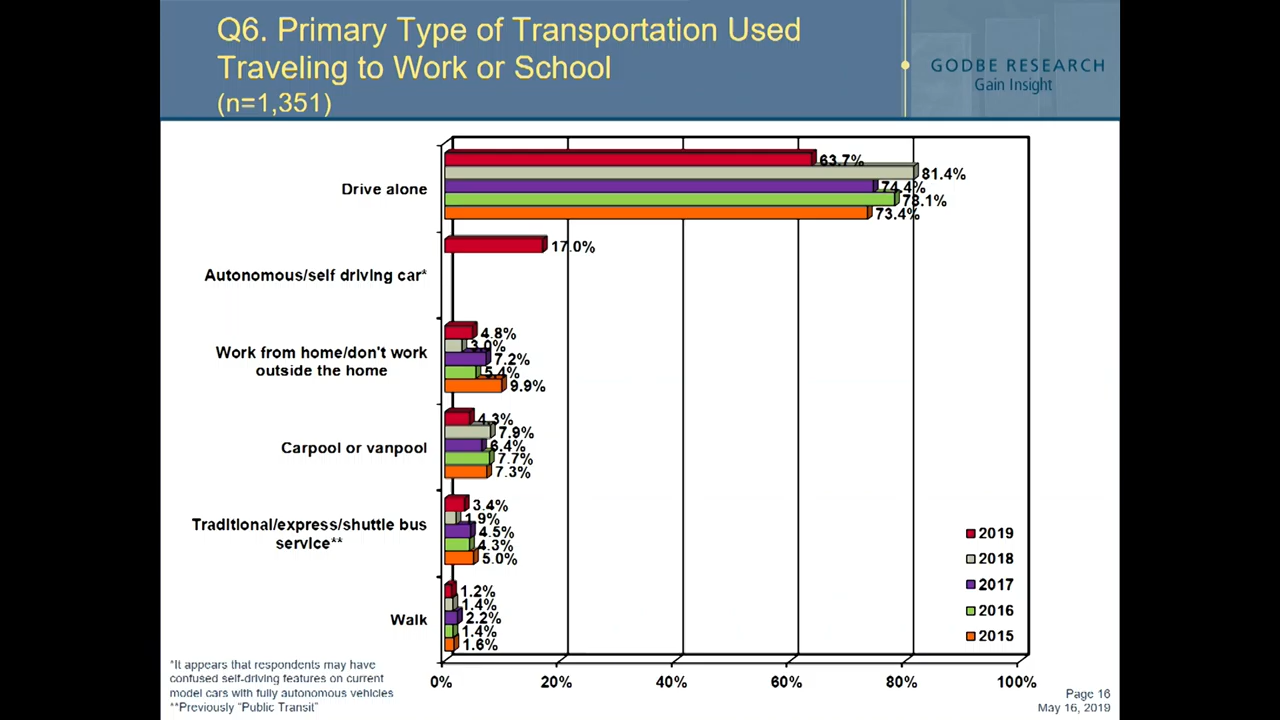 Q6. Primary Type of Transportation Used
Traveling to Work or School
(n=1,351)
GODBE RESEARCH
Gain Insight
Drive alone
63.7%
81.4%
74.4%
78.1%
73.4%
Autonomous/self driving car*
17.0%
Work from home/don't work
outside the home
4.8%
3.0%
7.2%
5.4%
9.9%
Carpool or vanpool
4.3%
7.9%
6.4%
7.7%
7.3%
Traditional/express/shuttle bus
service**
3.4%
1.9%
4.5%
4.3%
5.0%
Walk
1.2%
1.4%
2.2%
1.4%
1.6%
2019
2018
2017
2016
2015
0% 20% 40% 60% 80% 100%
*It appears that respondents may have
confused self-driving features on current
model cars with fully autonomous vehicles
**Previously "Public Transit"
Page 16
May 16, 2019